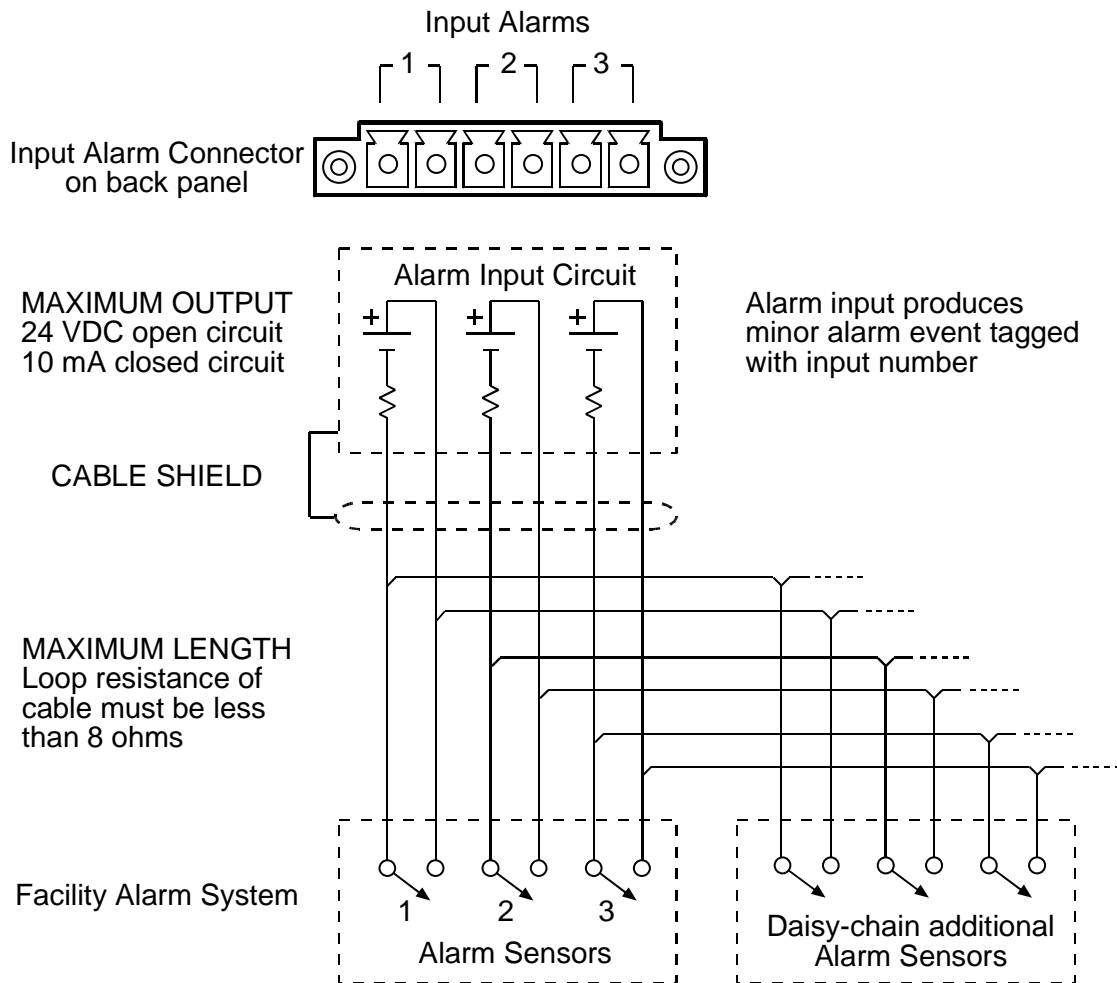 Input Alarms
1 2 3
Input Alarm Connector
on back panel
Alarm Input Circuit
MAXIMUM OUTPUT
24 VDC open circuit
10 mA closed circuit
+ + +
Alarm input produces
minor alarm event tagged
with input number
CABLE SHIELD
MAXIMUM LENGTH
Loop resistance of
cable must be less
than 8 ohms
Facility Alarm System
1 2 3
Alarm Sensors
Daisy-chain additional
Alarm Sensors